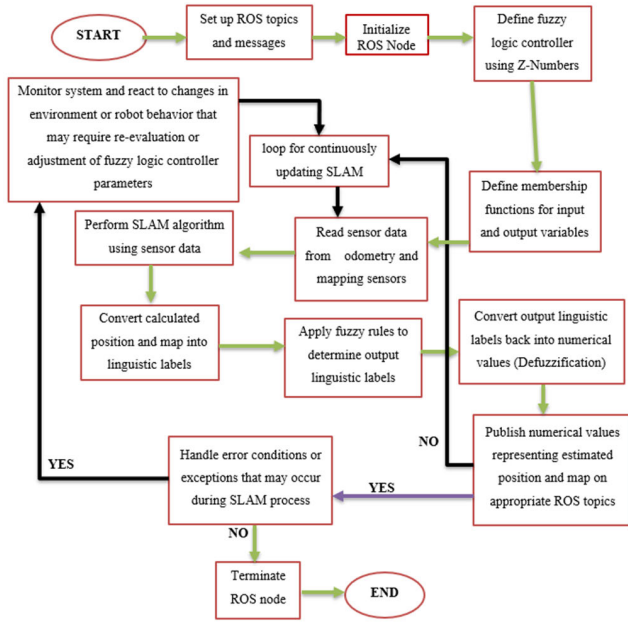 START
Set up ROS topics
and messages
Initialize
ROS Node
Define fuzzy
logic controller
using Z-Numbers
Monitor system and react to changes in
environment or robot behavior that
may require re-evaluation or
adjustment of fuzzy logic controller
parameters
loop for continuously
updating SLAM
Define membership
functions for input
and output variables
Perform SLAM algorithm
using sensor data
Read sensor data
from odometry and
mapping sensors
Convert calculated
position and map into
linguistic labels
Apply fuzzy rules to
determine output
linguistic labels
Convert output linguistic
labels back into numerical
values (Defuzzification)
NO
Publish numerical values
representing estimated
position and map on
appropriate ROS topics
YES
Handle error conditions or
exceptions that may occur
during SLAM process
YES
NO
Terminate
ROS node
END